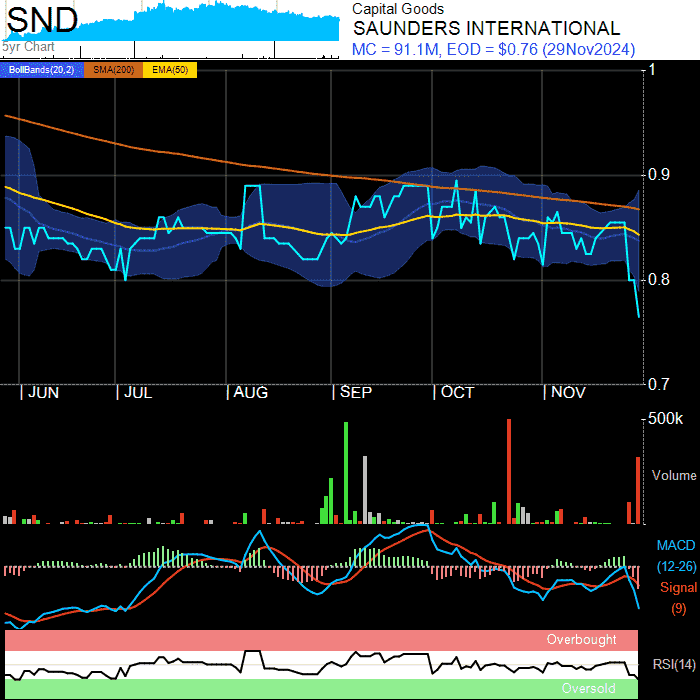 SND
5yr Chart
Capital Goods
SAUNDERS INTERNATIONAL
MC = 91.1M, EOD = $0.76 (29Nov2024)
BollBands(20,2) SMA(200) EMA(50)
1
0.9
0.8
0.7
JUN JUL AUG SEP OCT NOV
500k
Volume
MACD
(12-26)
Signal
(9)
Overbought
RSI(14)
Oversold